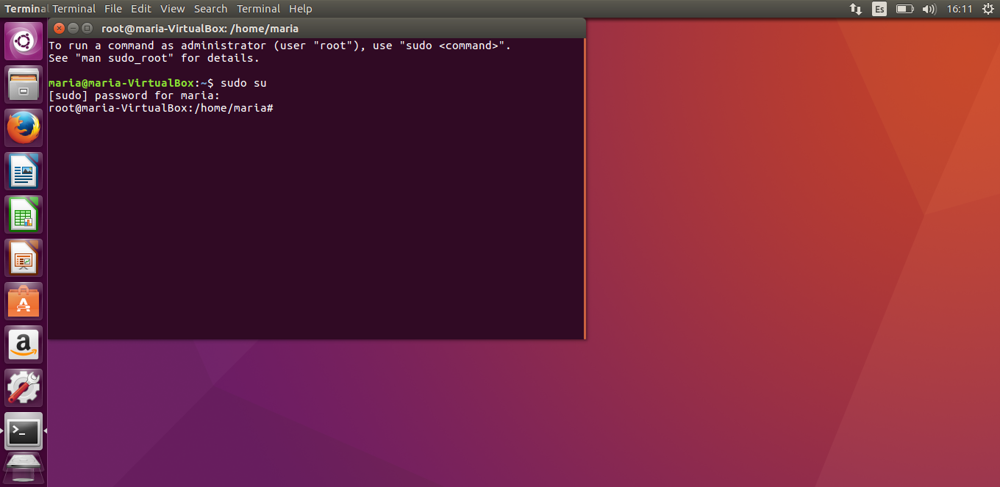 Terminal Terminal File Edit View Search Terminal Help Es 16:11
root@maria-VirtualBox: /home/maria
To run a command as administrator (user "root"), use "sudo <command>".
See "man sudo_root" for details.
maria@maria-VirtualBox:~$ sudo su
[sudo] password for maria:
root@maria-VirtualBox:/home/maria#
A
a
>_